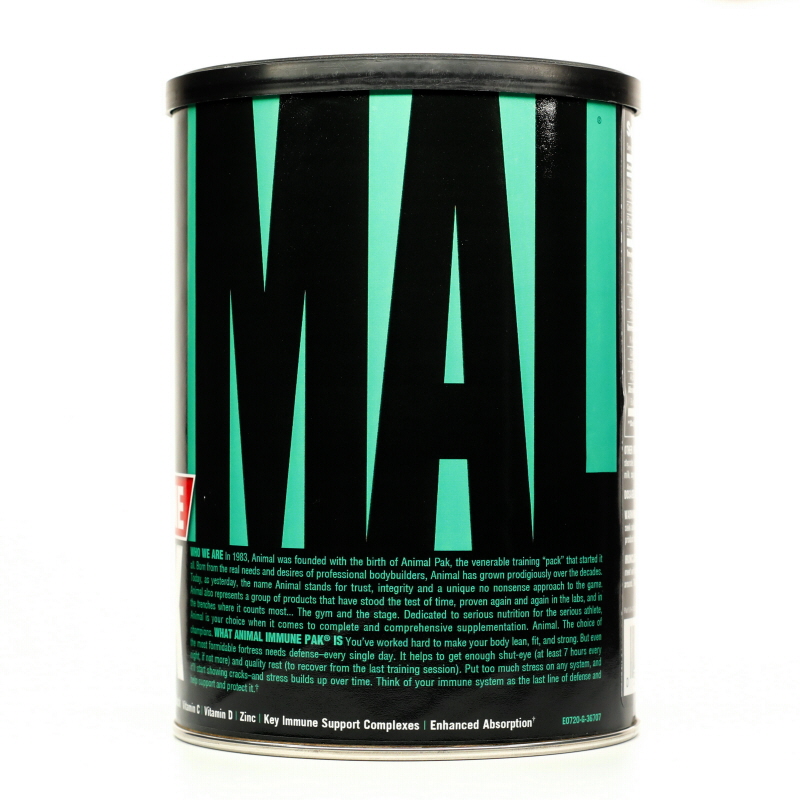 MAL
®
E
WHO WE ARE In 1983, Animal was founded with the birth of Animal Pak, the venerable training "pack" that started it
all. Born from the real needs and desires of professional bodybuilders, Animal has grown prodigiously over the decades.
Today, as yesterday, the name Animal stands for trust, integrity and a unique no nonsense approach to the game.
Animal also represents a group of products that have stood the test of time, proven again and again in the labs, and in
the trenches where it counts most... The gym and the stage. Dedicated to serious nutrition for the serious athlete,
Animal is your choice when it comes to complete and comprehensive supplementation. Animal. The choice of
champions. WHAT ANIMAL IMMUNE PAK® IS You've worked hard to make your body lean, fit, and strong. But even
the most formidable fortress needs defense–every single day. It helps to get enough shut-eye (at least 7 hours every
night, if not more) and quality rest (to recover from the last training session). Put too much stress on any system, and
it'll start showing cracks–and stress builds up over time. Think of your immune system as the last line of defense and
help support and protect it.†
Vitamin C | Vitamin D | Zinc | Key Immune Support Complexes | Enhanced Absorption†
E0720-G-36707